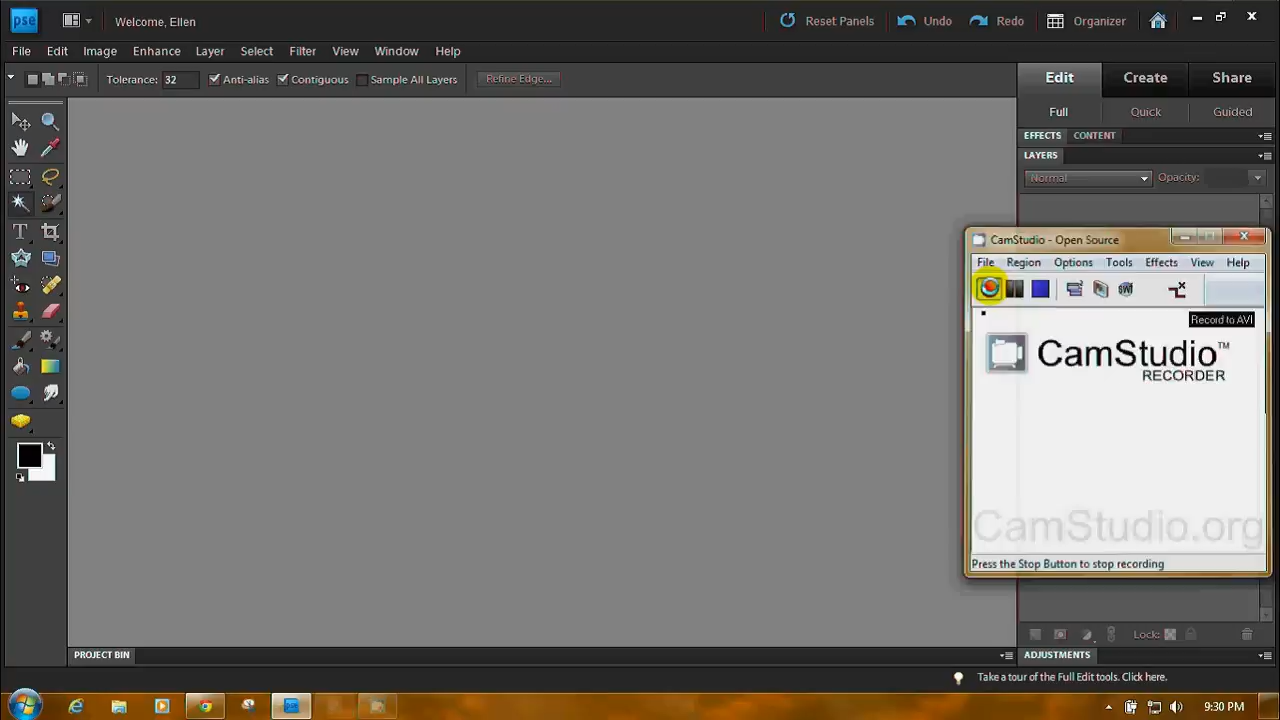 pse Welcome, Ellen Reset Panels Undo Redo Organizer
File Edit Image Enhance Layer Select Filter View Window Help
Tolerance: 32 Anti-alias Contiguous Sample All Layers Refine Edge... Edit Create Share
Full Quick Guided
EFFECTS CONTENT
LAYERS
Normal Opacity:
CamStudio - Open Source
File Region Options Tools Effects View Help
Record to AVI
CamStudio™
RECORDER
CamStudio.org
Press the Stop Button to stop recording
Lock:
PROJECT BIN ADJUSTMENTS
Take a tour of the Full Edit tools. Click here.
9:30 PM